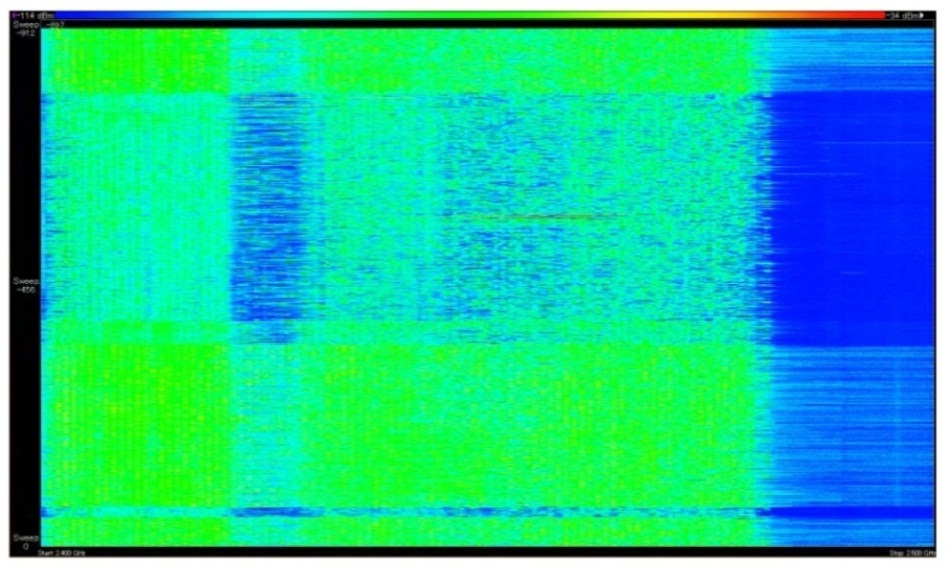 -114 dBm
-34 dBm
Sweep
-912
Sweep
-456
Sweep
0
Start 2.400 GHz
Stop 2.500 GHz